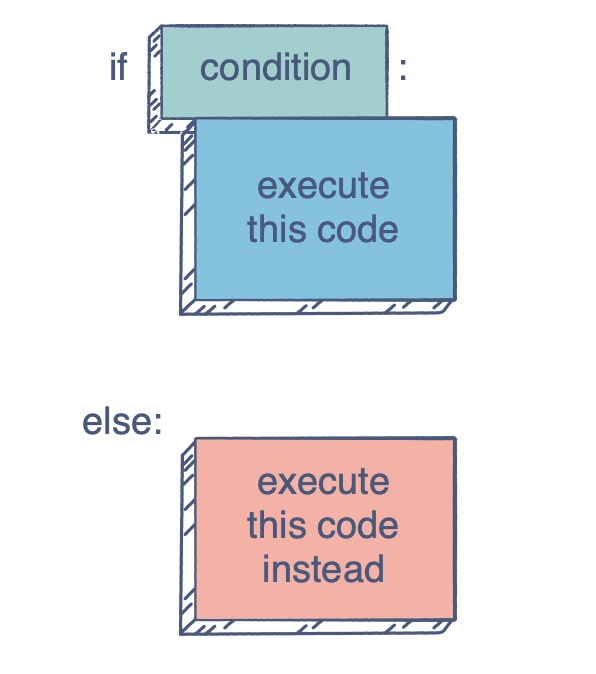 if condition :
execute
this code
else:
execute
this code
instead